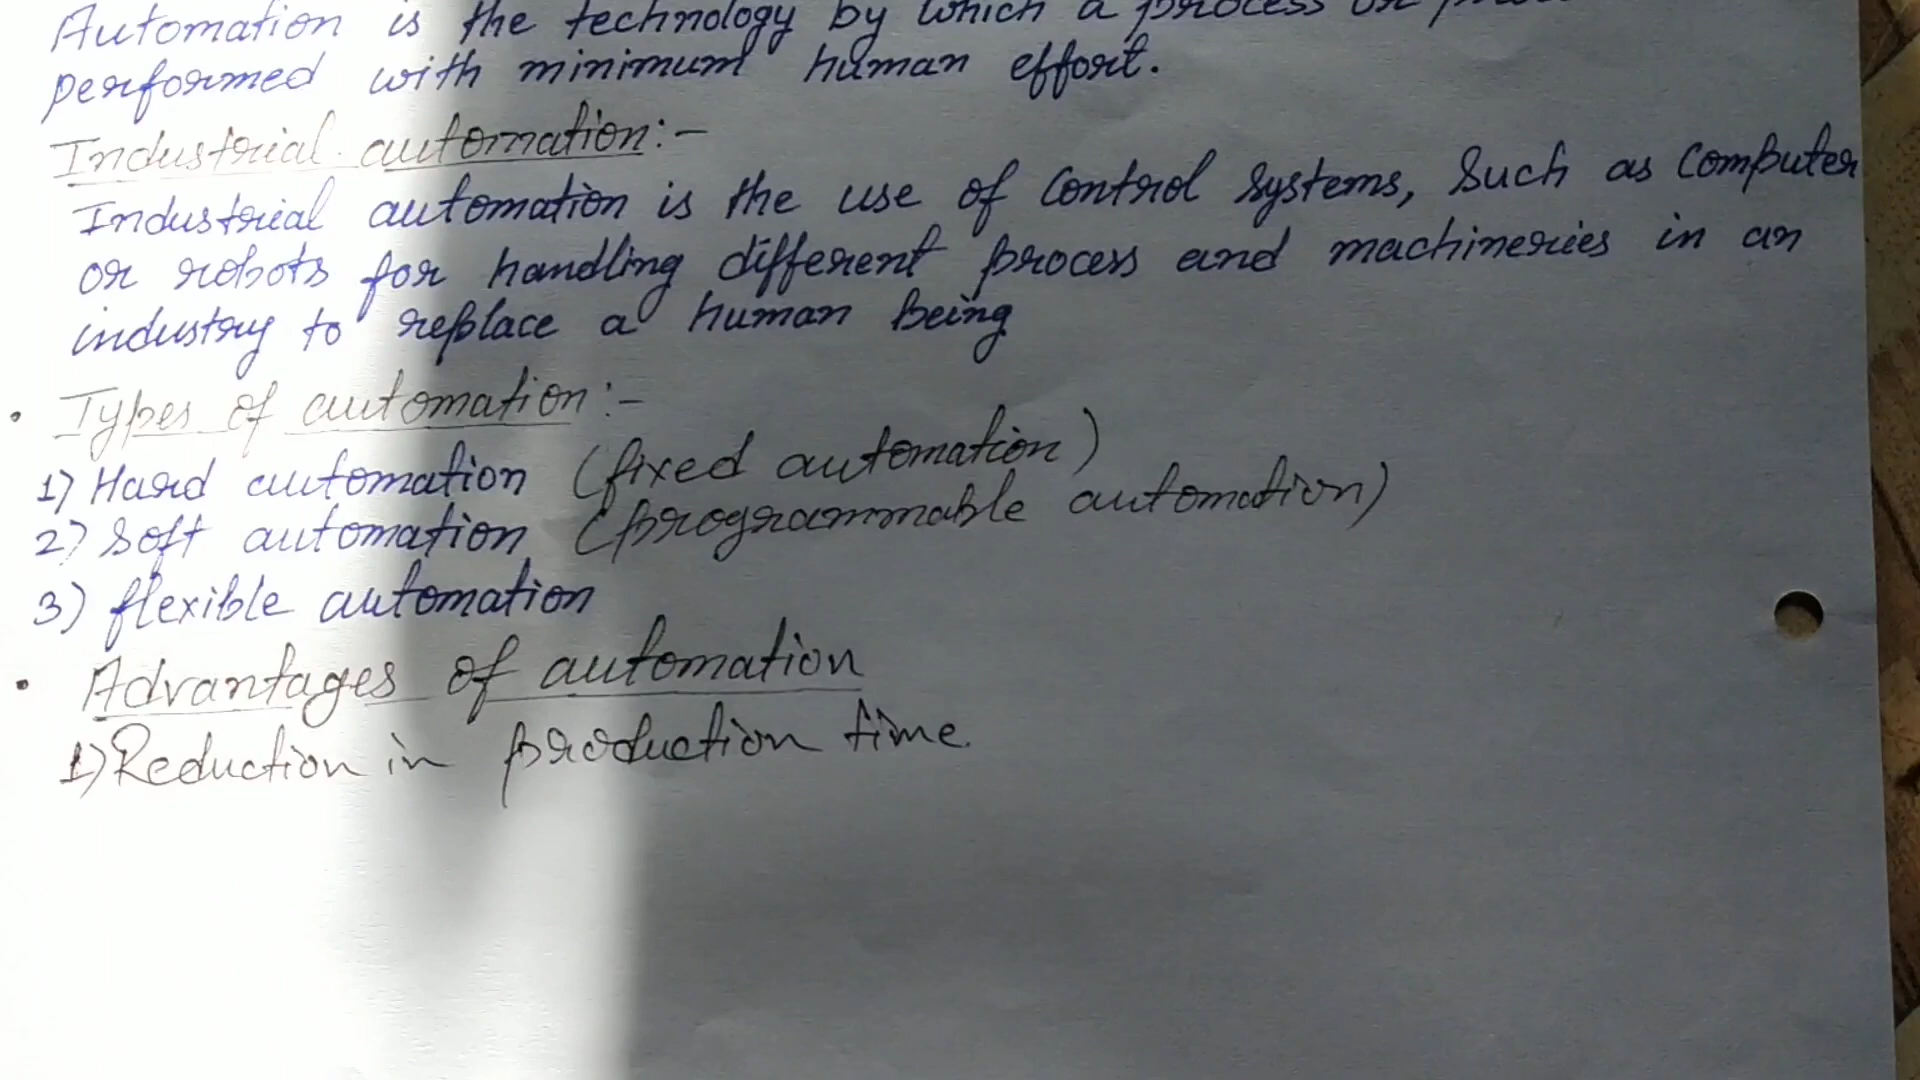 Automation is the technology by which a process or
performed with minimum human effort.
Industrial automation:-
Industrial automation is the use of Control Systems, Such as Computer
or robots for handling different process and machineries in an
industry to replace a human being
• Types of automation:-
1) Hard automation (fixed automation)
2) Soft automation (programmable automation)
3) flexible automation
• Advantages of automation
1) Reduction in production time.